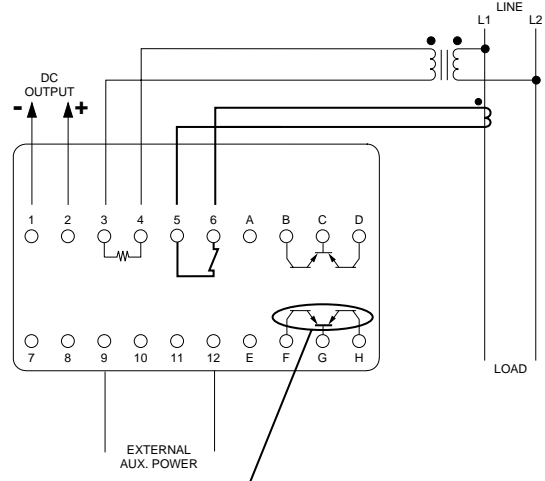 LINE
L1 L2
DC
OUTPUT
- +
1 2 3 4 5 6 A B C D
7 8 9 10 11 12 E F G H
LOAD
EXTERNAL
AUX. POWER